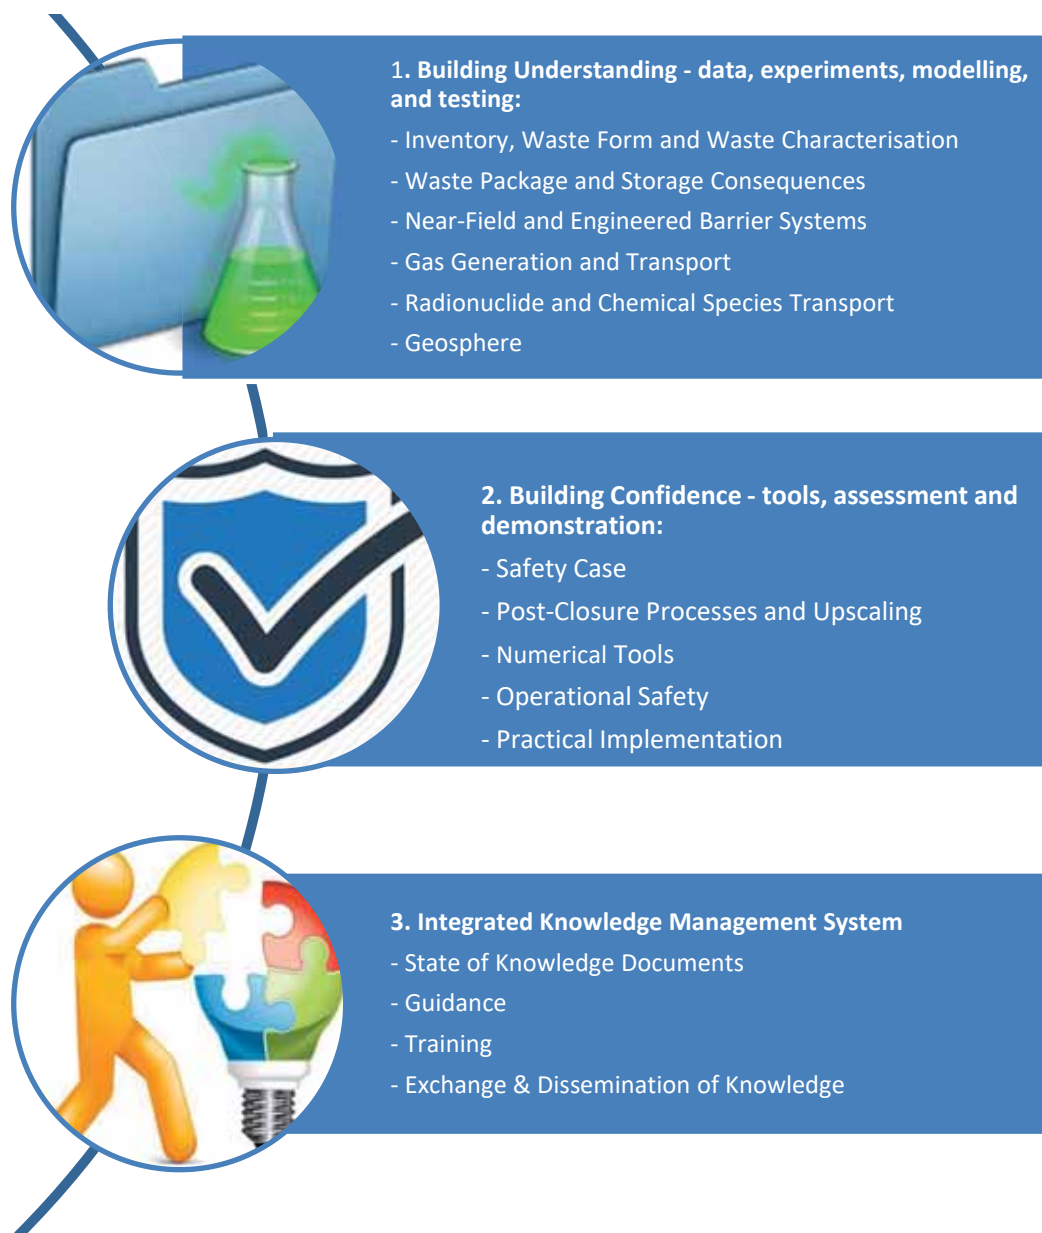 1. Building Understanding - data, experiments, modelling,
and testing:
- Inventory, Waste Form and Waste Characterisation
- Waste Package and Storage Consequences
- Near-Field and Engineered Barrier Systems
- Gas Generation and Transport
- Radionuclide and Chemical Species Transport
- Geosphere
2. Building Confidence - tools, assessment and
demonstration:
- Safety Case
- Post-Closure Processes and Upscaling
- Numerical Tools
- Operational Safety
- Practical Implementation
3. Integrated Knowledge Management System
- State of Knowledge Documents
- Guidance
- Training
- Exchange & Dissemination of Knowledge